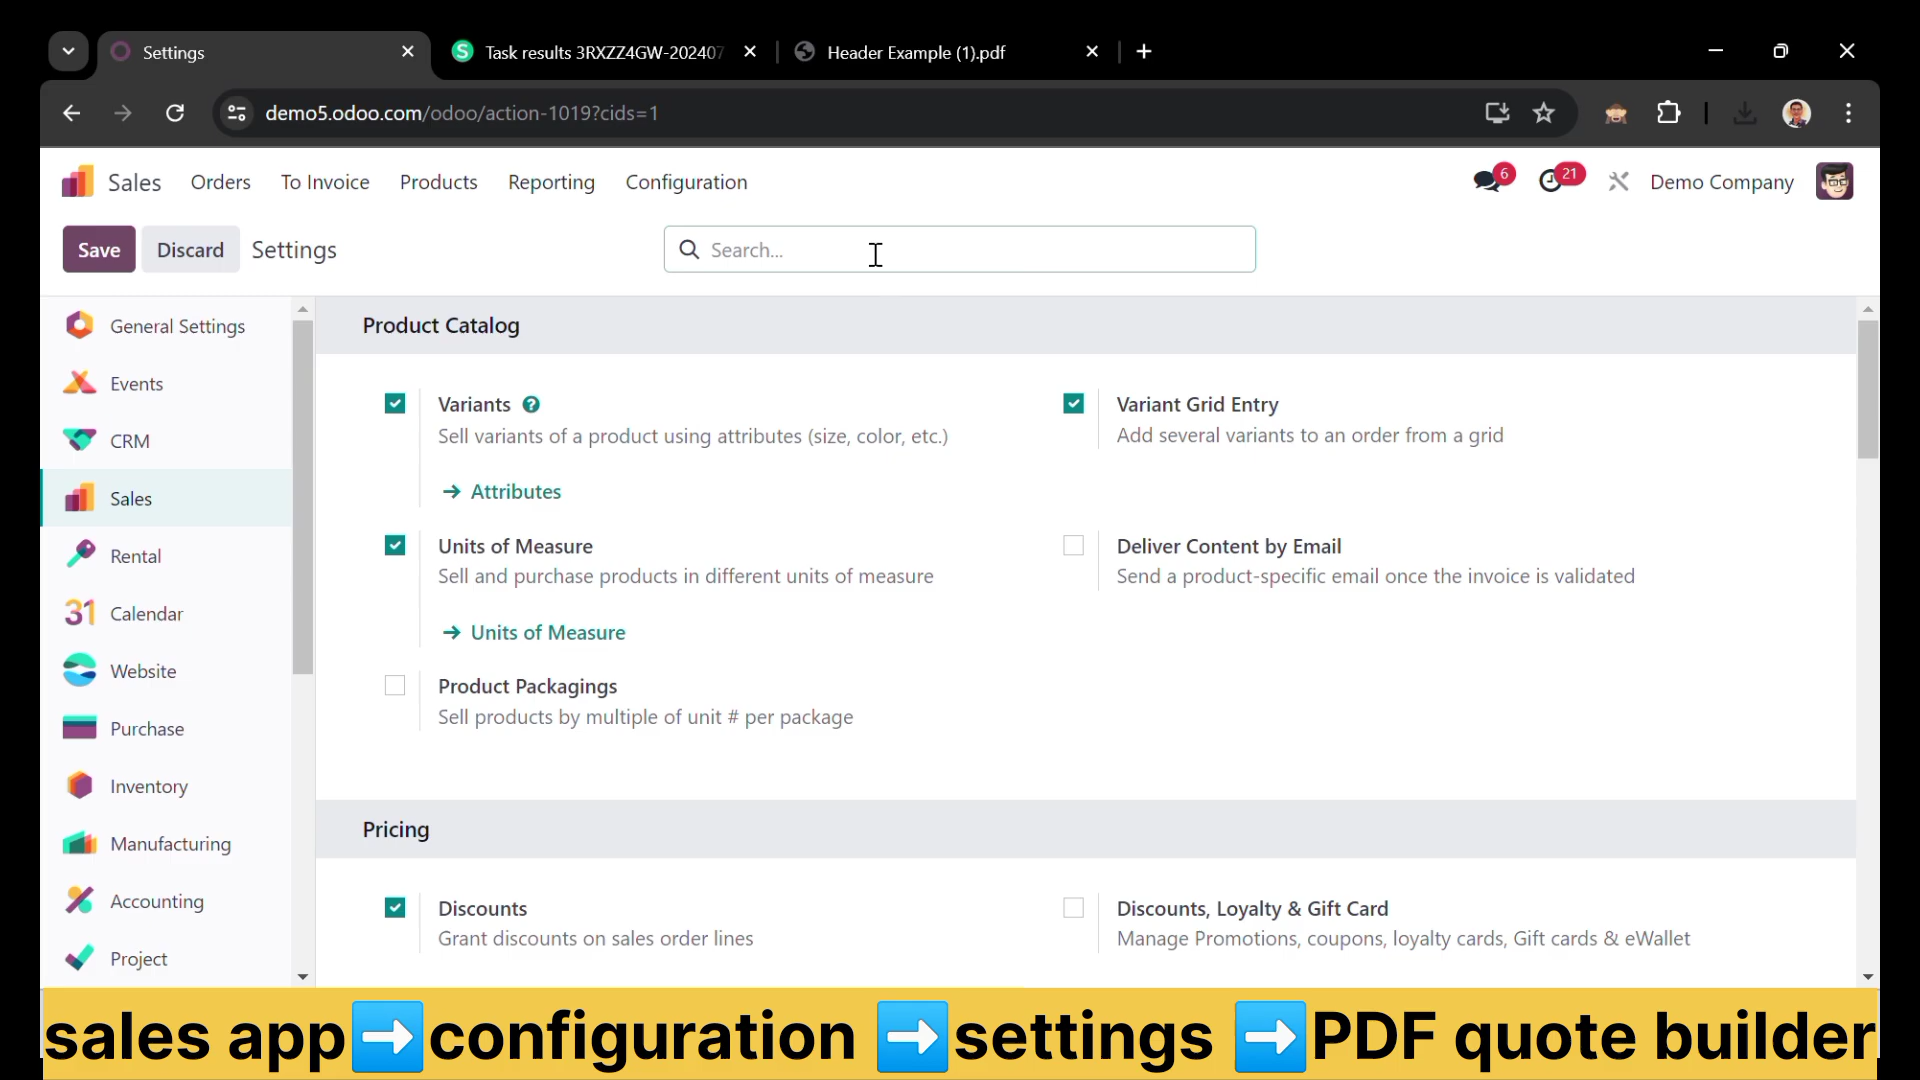 Settings
Task results 3RXZZ4GW-202407
Header Example (1).pdf
demo5.odoo.com/odoo/action-1019?cids=1
Sales Orders To Invoice Products Reporting Configuration
6
21
Demo Company
Save Discard Settings
Search...
General Settings
Events
CRM
Sales
Rental
31 Calendar
Website
Purchase
Inventory
Manufacturing
Accounting
Project
Product Catalog
Variants ?
Sell variants of a product using attributes (size, color, etc.)
→ Attributes
Variant Grid Entry
Add several variants to an order from a grid
Units of Measure
Sell and purchase products in different units of measure
→ Units of Measure
Deliver Content by Email
Send a product-specific email once the invoice is validated
Product Packagings
Sell products by multiple of unit # per package
Pricing
Discounts
Grant discounts on sales order lines
Discounts, Loyalty & Gift Card
Manage Promotions, coupons, loyalty cards, Gift cards & eWallet
sales app➡️configuration ➡️settings ➡️PDF quote builder